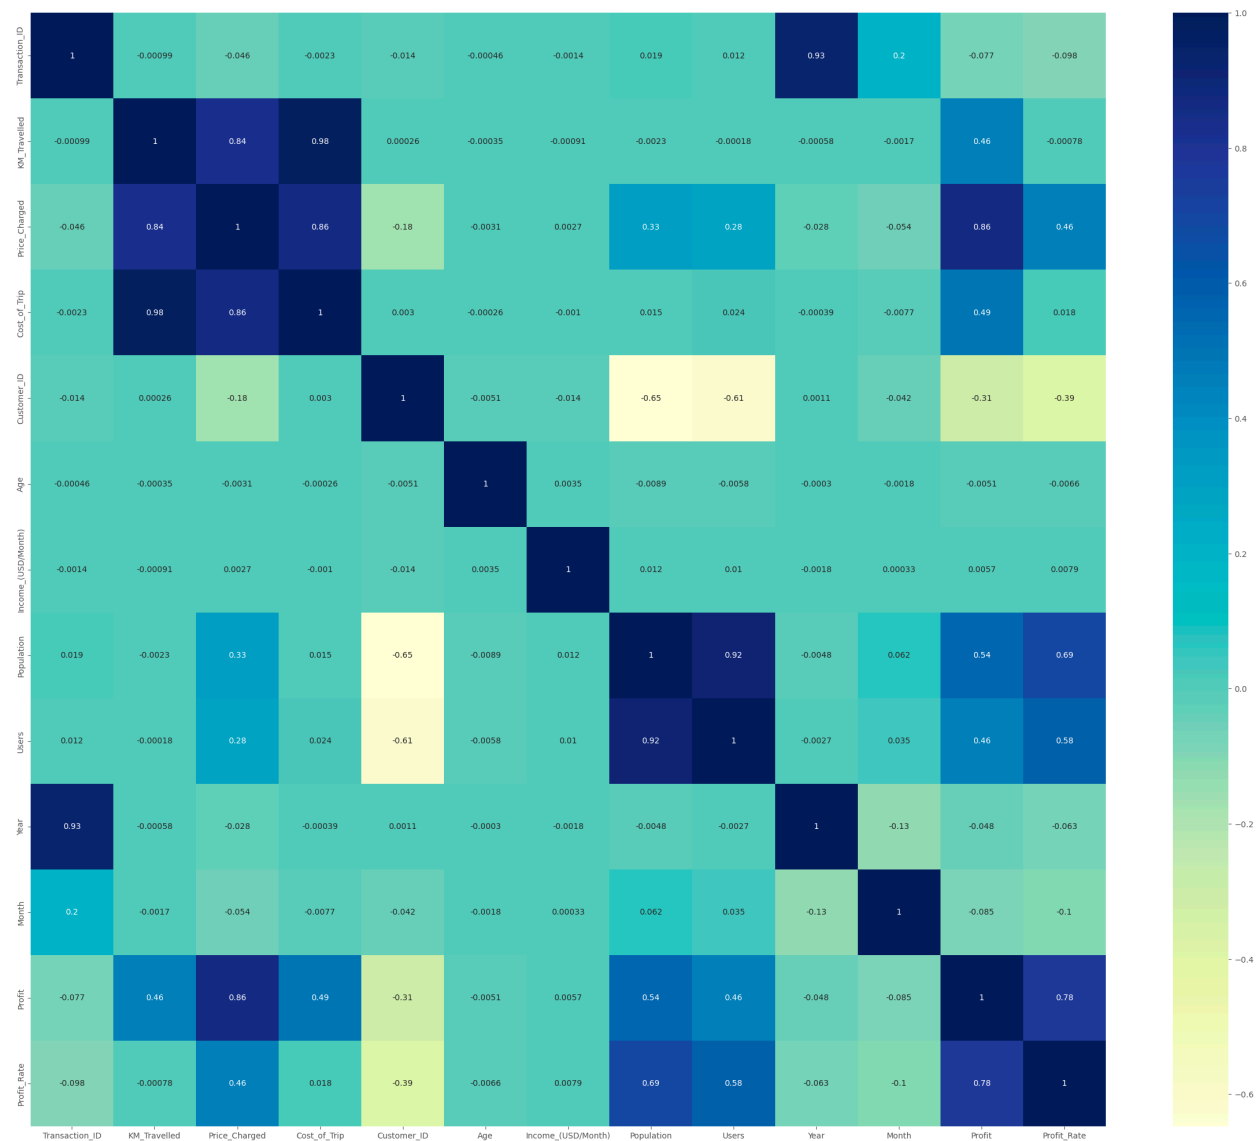 Transaction_ID 1 -0.00099 -0.046 -0.0023 -0.014 -0.00046 -0.0014 0.019 0.012 0.93 0.2 -0.077 -0.098
KM_Travelled -0.00099 1 0.84 0.98 0.00026 -0.00035 -0.00091 -0.0023 -0.00018 -0.00058 -0.0017 0.46 -0.00078
Price_Charged -0.046 0.84 1 0.86 -0.18 -0.0031 0.0027 0.33 0.28 -0.028 -0.054 0.86 0.46
Cost_of_Trip -0.0023 0.98 0.86 1 0.003 -0.00026 -0.001 0.015 0.024 -0.00039 -0.0077 0.49 0.018
Customer_ID -0.014 0.00026 -0.18 0.003 1 -0.0051 -0.014 -0.65 -0.61 0.0011 -0.042 -0.31 -0.39
Age -0.00046 -0.00035 -0.0031 -0.00026 -0.0051 1 0.0035 -0.0089 -0.0058 -0.0003 -0.0018 -0.0051 -0.0066
Income_(USD/Month) -0.0014 -0.00091 0.0027 -0.001 -0.014 0.0035 1 0.012 0.01 -0.0018 0.00033 0.0057 0.0079
Population 0.019 -0.0023 0.33 0.015 -0.65 -0.0089 0.012 1 0.92 -0.0048 0.062 0.54 0.69
Users 0.012 -0.00018 0.28 0.024 -0.61 -0.0058 0.01 0.92 1 -0.0027 0.035 0.46 0.58
Year 0.93 -0.00058 -0.028 -0.00039 0.0011 -0.0003 -0.0018 -0.0048 -0.0027 1 -0.13 -0.048 -0.063
Month 0.2 -0.0017 -0.054 -0.0077 -0.042 -0.0018 0.00033 0.062 0.035 -0.13 1 -0.085 -0.1
Profit -0.077 0.46 0.86 0.49 -0.31 -0.0051 0.0057 0.54 0.46 -0.048 -0.085 1 0.78
Profit_Rate -0.098 -0.00078 0.46 0.018 -0.39 -0.0066 0.0079 0.69 0.58 -0.063 -0.1 0.78 1
Transaction_ID KM_Travelled Price_Charged Cost_of_Trip Customer_ID Age Income_(USD/Month) Population Users Year Month Profit Profit_Rate
1.0
0.8
0.6
0.4
0.2
0.0
−0.2
−0.4
−0.6